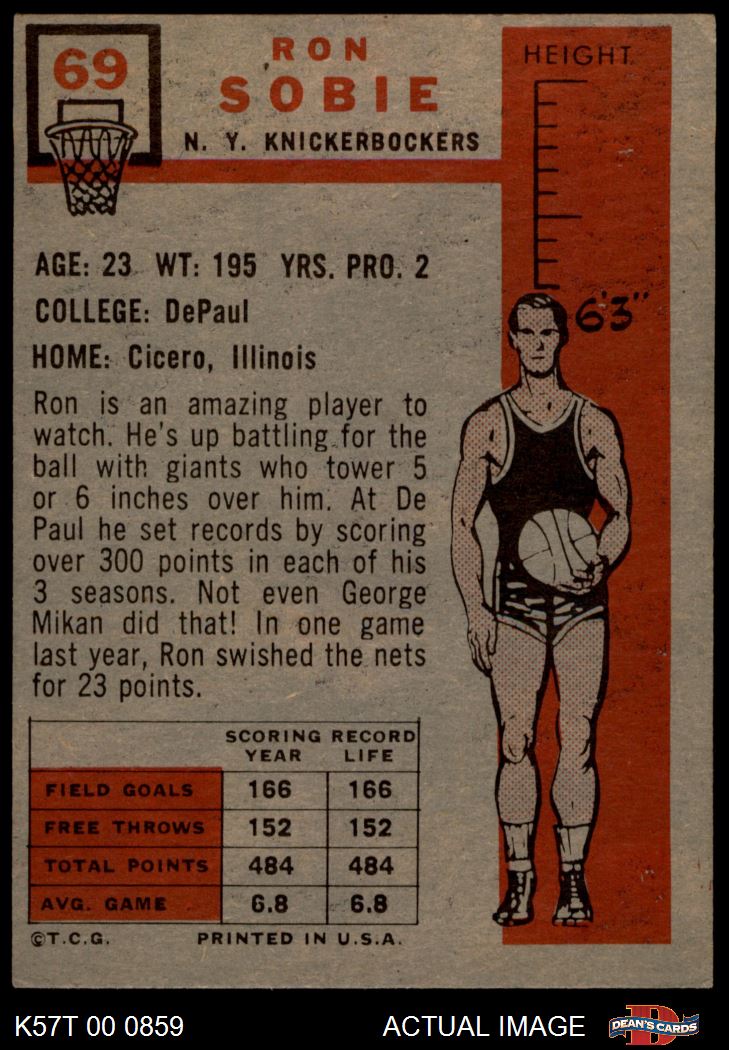 69
RON
SOBIE
N. Y. KNICKERBOCKERS
HEIGHT
6'3"
AGE: 23 WT: 195 YRS. PRO. 2
COLLEGE: DePaul
HOME: Cicero, Illinois
Ron is an amazing player to
watch. He's up battling for the
ball with giants who tower 5
or 6 inches over him. At De
Paul he set records by scoring
over 300 points in each of his
3 seasons. Not even George
Mikan did that! In one game
last year, Ron swished the nets
for 23 points.
SCORING RECORD
YEAR LIFE
FIELD GOALS 166 166
FREE THROWS 152 152
TOTAL POINTS 484 484
AVG. GAME 6.8 6.8
©T.C.G. PRINTED IN U.S.A.
K57T 00 0859 ACTUAL IMAGE D DEAN'S CARDS